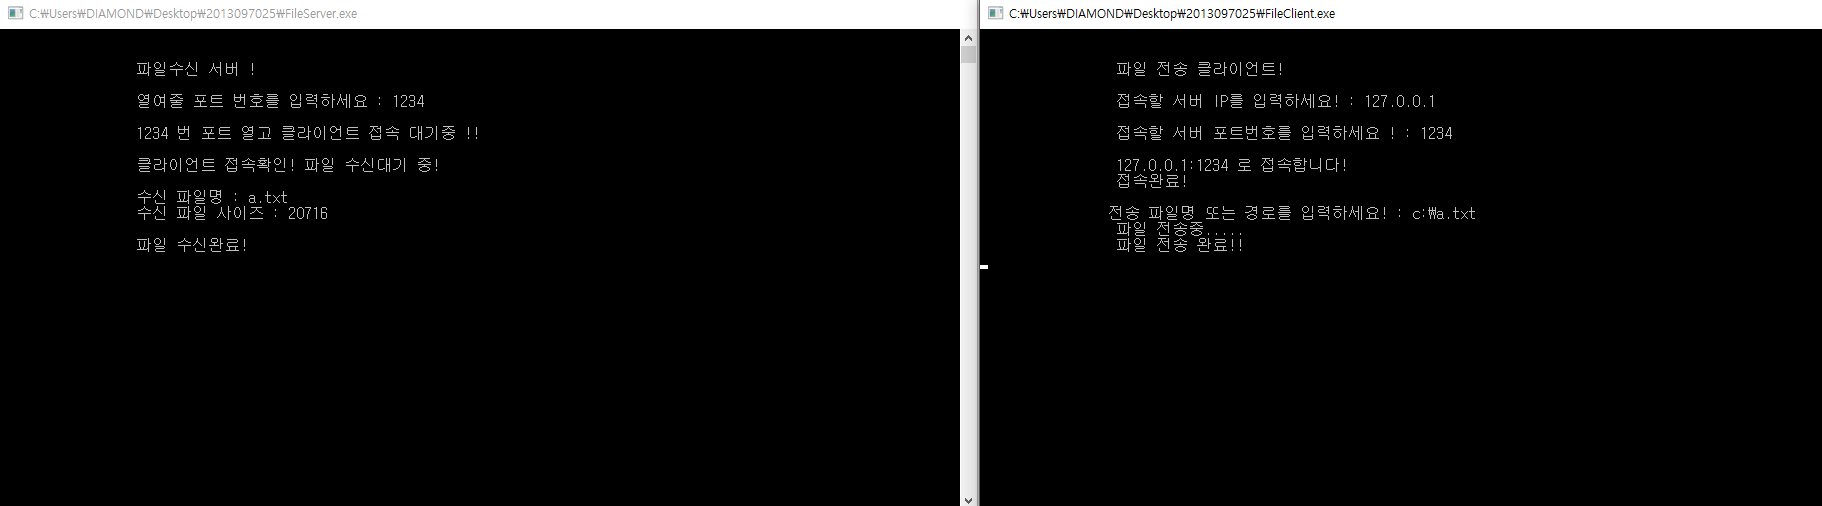 C:₩Users₩DIAMOND₩Desktop₩2013097025₩FileServer.exe
파일수신 서버 !
열여줄 포트 번호를 입력하세요 : 1234
1234 번 포트 열고 클라이언트 접속 대기중 !!
클라이언트 접속확인! 파일 수신대기 중!
수신 파일명 : a.txt
수신 파일 사이즈 : 20716
파일 수신완료!
C:₩Users₩DIAMOND₩Desktop₩2013097025₩FileClient.exe
파일 전송 클라이언트!
접속할 서버 IP를 입력하세요! : 127.0.0.1
접속할 서버 포트번호를 입력하세요 ! : 1234
127.0.0.1:1234 로 접속합니다!
접속완료!
전송 파일명 또는 경로를 입력하세요! : c:₩a.txt
파일 전송중.....
파일 전송 완료!!